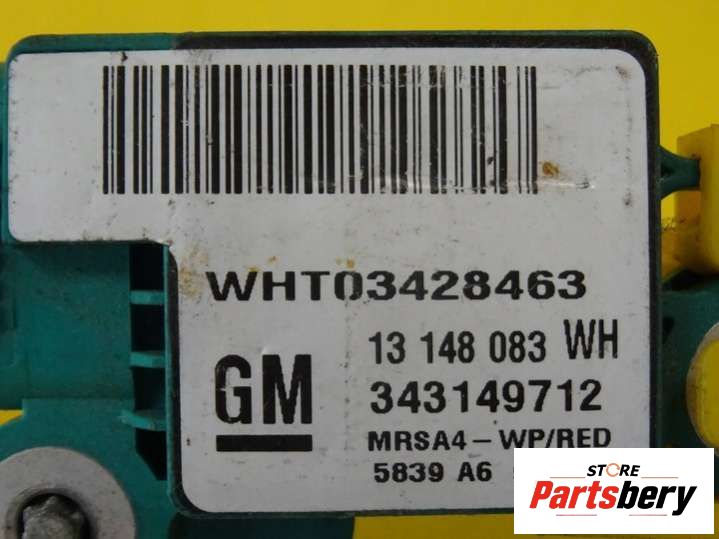 WHT03428463
13 148 083 WH
GM
343149712
MRSA4-WP/RED
5839 A6
STORE
Partsbery